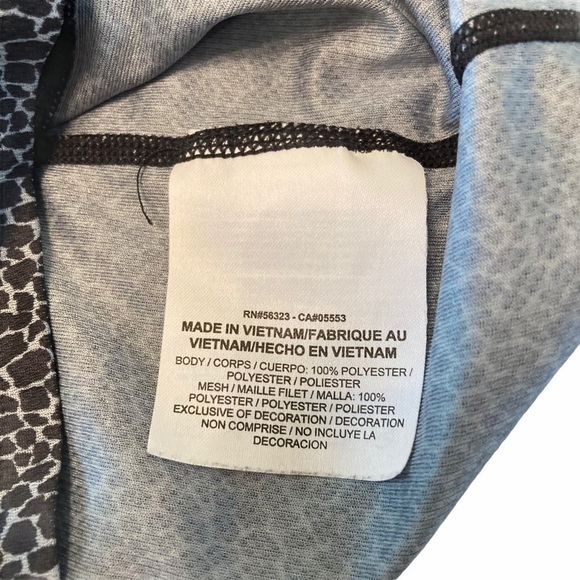 RN#56323 - CA#05553
MADE IN VIETNAM/FABRIQUE AU
VIETNAM/HECHO EN VIETNAM
BODY / CORPS / CUERPO: 100% POLYESTER /
POLYESTER / POLIESTER
MESH / MAILLE FILET / MALLA: 100%
POLYESTER / POLYESTER / POLIESTER
EXCLUSIVE OF DECORATION / DECORATION
NON COMPRISE / NO INCLUYE LA
DECORACION